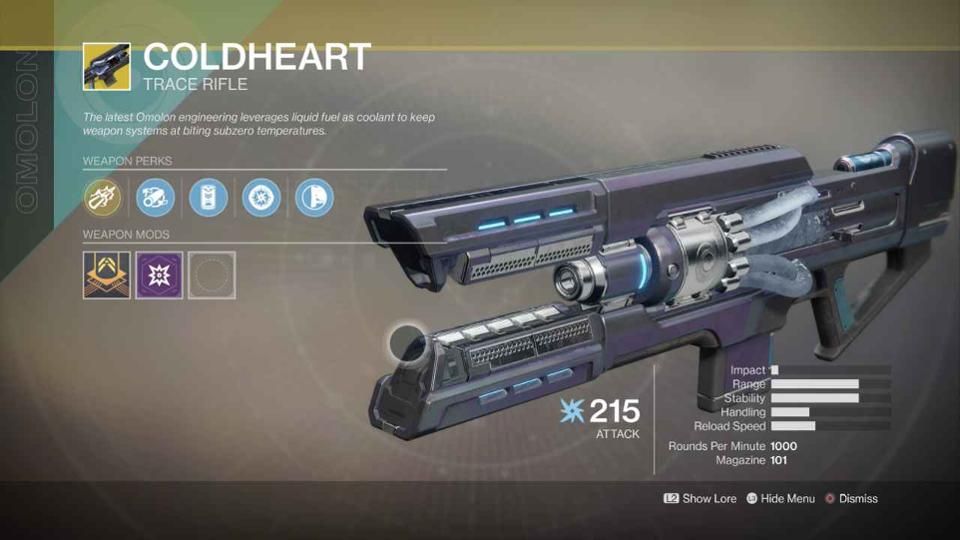 OMOLON
COLDHEART
TRACE RIFLE
The latest Omolon engineering leverages liquid fuel as coolant to keep
weapon systems at biting subzero temperatures.
WEAPON PERKS
WEAPON MODS
215
ATTACK
Impact
Range
Stability
Handling
Reload Speed
Rounds Per Minute 1000
Magazine 101
L2 Show Lore
Hide Menu
Dismiss